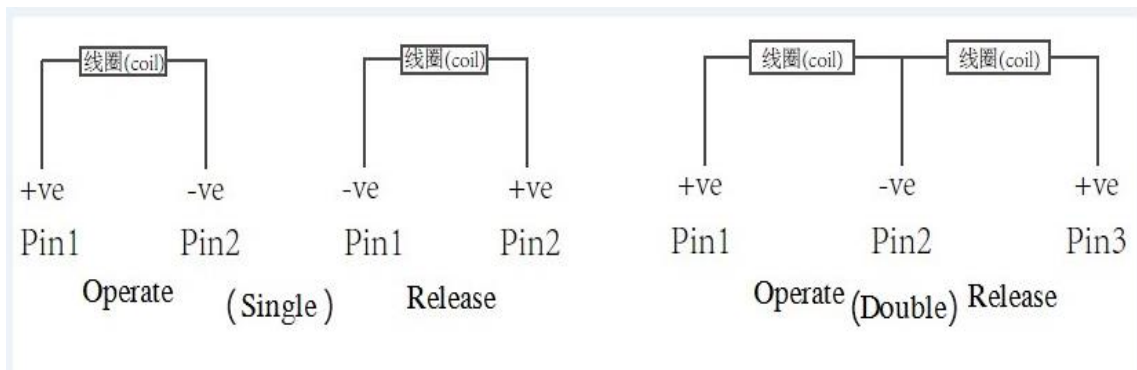 线圈(coil) 线圈(coil) 线圈(coil) 线圈(coil)
+ve -ve -ve +ve +ve -ve +ve
Pin1 Pin2 Pin1 Pin2 Pin1 Pin2 Pin3
Operate (Single) Release Operate (Double) Release